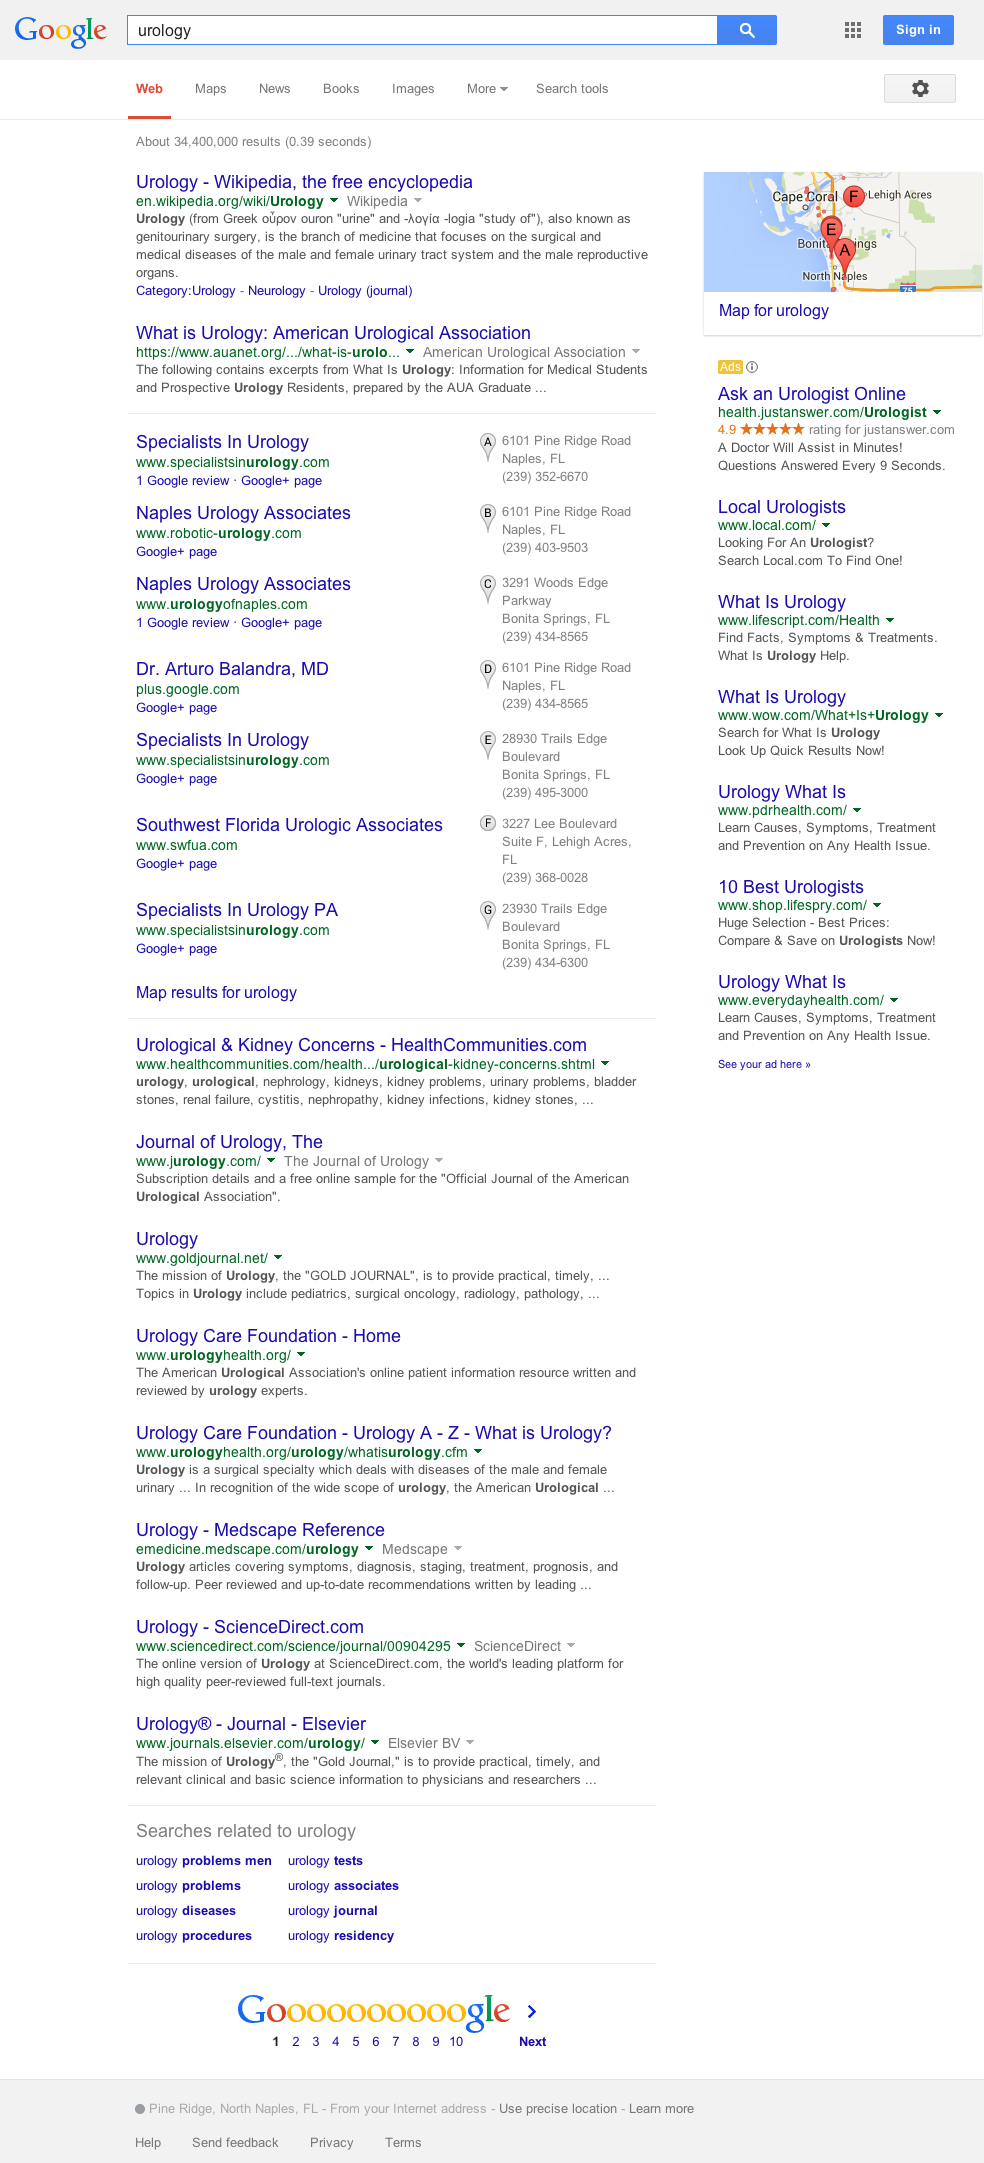 Google
urology
Sign in
Web Maps News Books Images More Search tools
About 34,400,000 results (0.39 seconds)
Urology - Wikipedia, the free encyclopedia
en.wikipedia.org/wiki/Urology Wikipedia
Urology (from Greek οὖρον ouron "urine" and -λογία -logia "study of"), also known as
genitourinary surgery, is the branch of medicine that focuses on the surgical and
medical diseases of the male and female urinary tract system and the male reproductive
organs.
Category:Urology - Neurology - Urology (journal)
What is Urology: American Urological Association
https://www.auanet.org/.../what-is-urolo... American Urological Association
The following contains excerpts from What Is Urology: Information for Medical Students
and Prospective Urology Residents, prepared by the AUA Graduate ...
Specialists In Urology
www.specialistsinurology.com
1 Google review · Google+ page
A 6101 Pine Ridge Road
Naples, FL
(239) 352-6670
Naples Urology Associates
www.robotic-urology.com
Google+ page
B 6101 Pine Ridge Road
Naples, FL
(239) 403-9503
Naples Urology Associates
www.urologyofnaples.com
1 Google review · Google+ page
C 3291 Woods Edge
Parkway
Bonita Springs, FL
(239) 434-8565
Dr. Arturo Balandra, MD
plus.google.com
Google+ page
D 6101 Pine Ridge Road
Naples, FL
(239) 434-8565
Specialists In Urology
www.specialistsinurology.com
Google+ page
E 28930 Trails Edge
Boulevard
Bonita Springs, FL
(239) 495-3000
Southwest Florida Urologic Associates
www.swfua.com
Google+ page
F 3227 Lee Boulevard
Suite F, Lehigh Acres,
FL
(239) 368-0028
Specialists In Urology PA
www.specialistsinurology.com
Google+ page
G 23930 Trails Edge
Boulevard
Bonita Springs, FL
(239) 434-6300
Map results for urology
Urological & Kidney Concerns - HealthCommunities.com
www.healthcommunities.com/health.../urological-kidney-concerns.shtml
urology, urological, nephrology, kidneys, kidney problems, urinary problems, bladder
stones, renal failure, cystitis, nephropathy, kidney infections, kidney stones, ...
Journal of Urology, The
www.jurology.com/ The Journal of Urology
Subscription details and a free online sample for the "Official Journal of the American
Urological Association".
Urology
www.goldjournal.net/
The mission of Urology, the "GOLD JOURNAL", is to provide practical, timely, ...
Topics in Urology include pediatrics, surgical oncology, radiology, pathology, ...
Urology Care Foundation - Home
www.urologyhealth.org/
The American Urological Association's online patient information resource written and
reviewed by urology experts.
Urology Care Foundation - Urology A - Z - What is Urology?
www.urologyhealth.org/urology/whatisurology.cfm
Urology is a surgical specialty which deals with diseases of the male and female
urinary ... In recognition of the wide scope of urology, the American Urological ...
Urology - Medscape Reference
emedicine.medscape.com/urology Medscape
Urology articles covering symptoms, diagnosis, staging, treatment, prognosis, and
follow-up. Peer reviewed and up-to-date recommendations written by leading ...
Urology - ScienceDirect.com
www.sciencedirect.com/science/journal/00904295 ScienceDirect
The online version of Urology at ScienceDirect.com, the world's leading platform for
high quality peer-reviewed full-text journals.
Urology® - Journal - Elsevier
www.journals.elsevier.com/urology/ Elsevier BV
The mission of Urology®, the "Gold Journal," is to provide practical, timely, and
relevant clinical and basic science information to physicians and researchers ...
Searches related to urology
urology problems men urology tests
urology problems urology associates
urology diseases urology journal
urology procedures urology residency
Cape Coral F Lehigh Acres
E
Bonita Springs
A
North Naples
75
Map for urology
Ads
Ask an Urologist Online
health.justanswer.com/Urologist
4.9 ★★★★★ rating for justanswer.com
A Doctor Will Assist in Minutes!
Questions Answered Every 9 Seconds.
Local Urologists
www.local.com/
Looking For An Urologist?
Search Local.com To Find One!
What Is Urology
www.lifescript.com/Health
Find Facts, Symptoms & Treatments.
What Is Urology Help.
What Is Urology
www.wow.com/What+Is+Urology
Search for What Is Urology
Look Up Quick Results Now!
Urology What Is
www.pdrhealth.com/
Learn Causes, Symptoms, Treatment
and Prevention on Any Health Issue.
10 Best Urologists
www.shop.lifespry.com/
Huge Selection - Best Prices:
Compare & Save on Urologists Now!
Urology What Is
www.everydayhealth.com/
Learn Causes, Symptoms, Treatment
and Prevention on Any Health Issue.
See your ad here »
Goooooooooogle
1 2 3 4 5 6 7 8 9 10 Next
Pine Ridge, North Naples, FL - From your Internet address - Use precise location - Learn more
Help Send feedback Privacy Terms